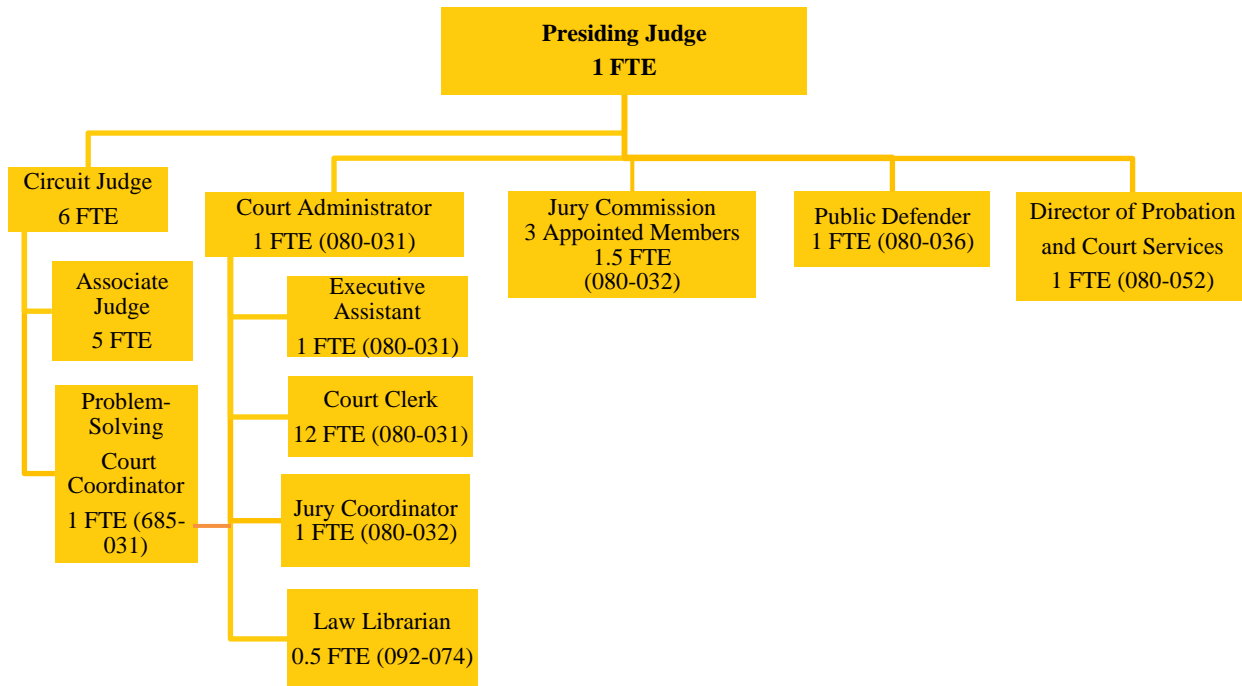 Presiding Judge
1 FTE
Circuit Judge
6 FTE
Associate
Judge
5 FTE
Problem-
Solving
Court
Coordinator
1 FTE (685-
031)
Court Administrator
1 FTE (080-031)
Executive
Assistant
1 FTE (080-031)
Court Clerk
12 FTE (080-031)
Jury Coordinator
1 FTE (080-032)
Law Librarian
0.5 FTE (092-074)
Jury Commission
3 Appointed Members
1.5 FTE
(080-032)
Public Defender
1 FTE (080-036)
Director of Probation
and Court Services
1 FTE (080-052)